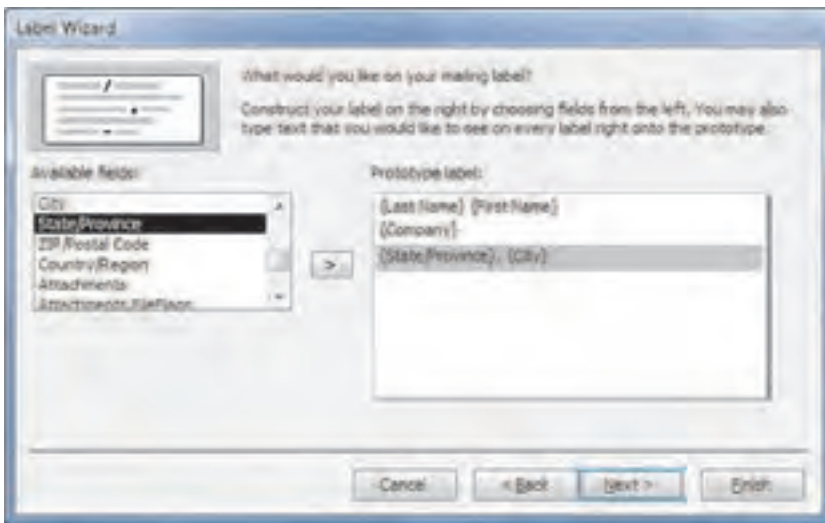 Label Wizard
What would you like on your mailing label?
Construct your label on the right by choosing fields from the left. You may also
type text that you would like to see on every label right onto the prototype.
Available fields:
City
State/Province
ZIP/Postal Code
Country/Region
Attachments
Attachments.FileFlags
>
Prototype label:
{Last Name} {First Name}
{Company}
{State/Province}, {City}
Cancel
< Back
Next >
Finish